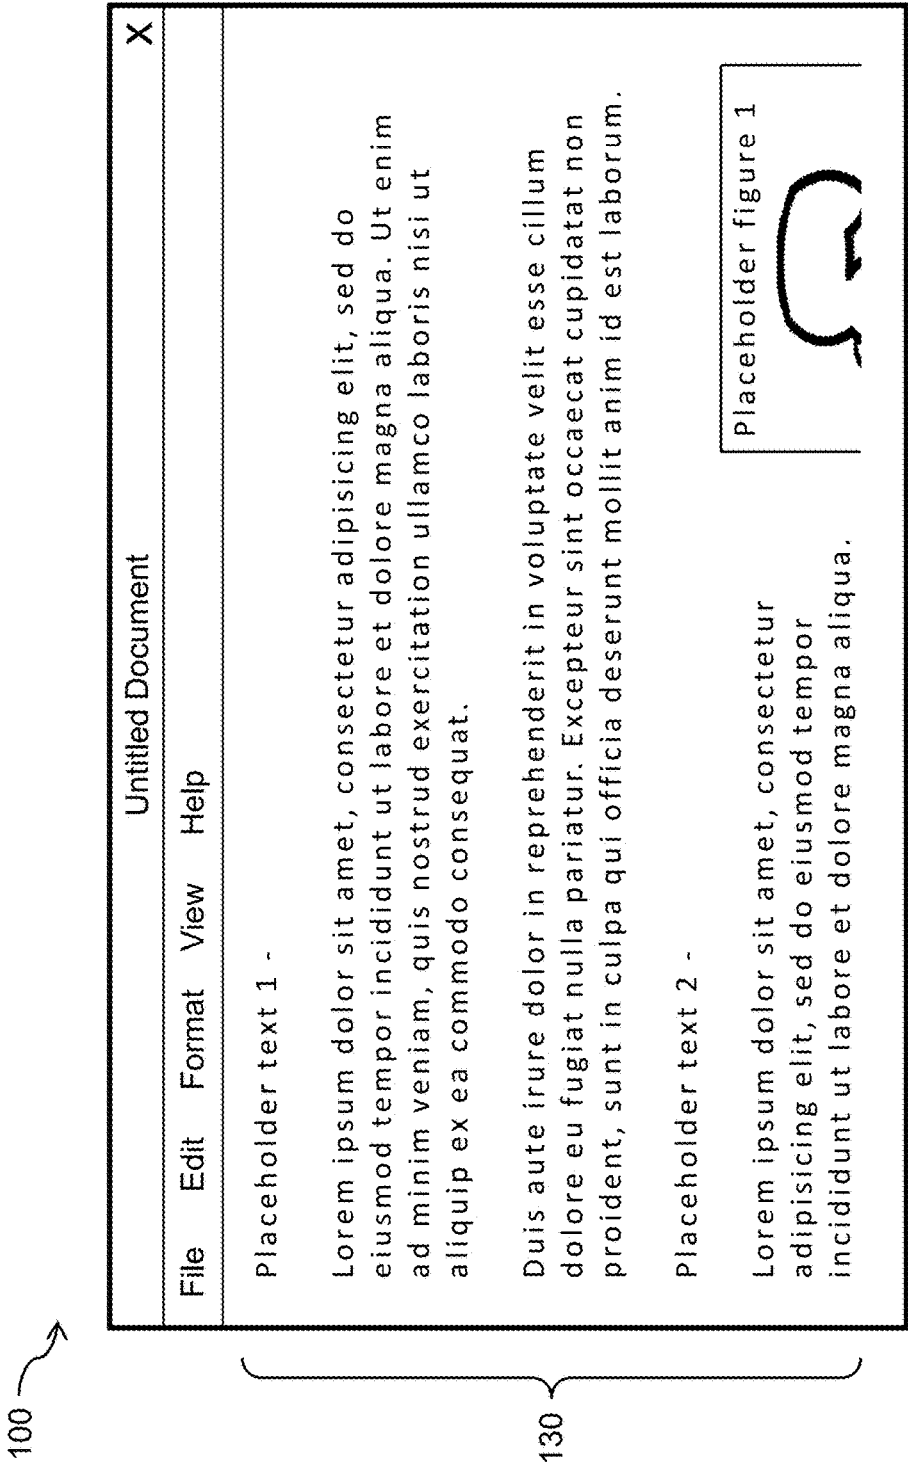 100
Untitled Document X
File Edit Format View Help
130
Placeholder text 1 -
Lorem ipsum dolor sit amet, consectetur adipisicing elit, sed do
eiusmod tempor incididunt ut labore et dolore magna aliqua. Ut enim
ad minim veniam, quis nostrud exercitation ullamco laboris nisi ut
aliquip ex ea commodo consequat.
Duis aute irure dolor in reprehenderit in voluptate velit esse cillum
dolore eu fugiat nulla pariatur. Excepteur sint occaecat cupidatat non
proident, sunt in culpa qui officia deserunt mollit anim id est laborum.
Placeholder text 2 -
Lorem ipsum dolor sit amet, consectetur
adipisicing elit, sed do eiusmod tempor
incididunt ut labore et dolore magna aliqua.
Placeholder figure 1